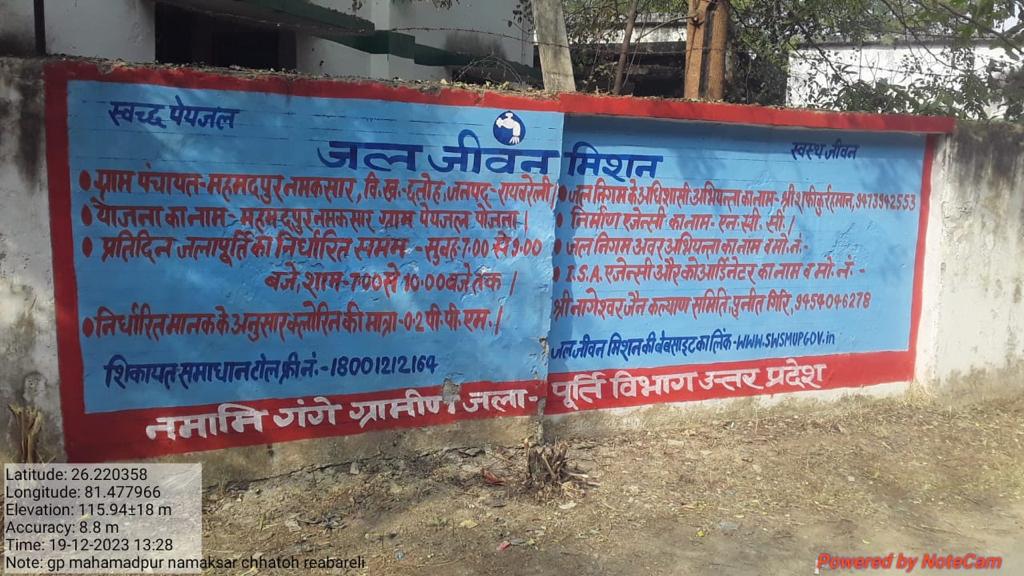 स्वच्छ पेयजल
स्वस्थ जीवन
जल जीवन मिशन
• ग्राम पंचायत-महमदपुर नमकसार, वि.ख.-छतोह, जनपद-रायबरेली
• योजना का नाम:- महमदपुर नमकसार ग्राम पेयजल योजना।
• प्रतिदिन जलापूर्ति का निर्धारित समय - सुबह-7:00 से 9:00
बजे, शाम-7:00 से 10:00 बजे तक।
• निर्धारित मानक के अनुसार क्लोरिन की मात्रा-0.2 पी.पी.एम.।
शिकायत समाधान टोल फ्री नं.:-18001212164
• जल निगम के अधिशासी अभियन्ता का नाम- श्री रफिकुर्रहमान, 9473942553
• निर्माण एजेन्सी का नाम- एन.सी.सी.।
• जल निगम अवर अभियन्ता का नाम व मो.नं.-
• I.S.A. एजेन्सी और कोआर्डिनेटर का नाम व मो. नं.-
श्री नागेश्वर जैन कल्याण समिति, पुनीत गिरि, 9454046278
जल जीवन मिशन की वेबसाइट का लिंक-WWW.SWSMUP.GOV.in
नमामि गंगे ग्रामीण जला-पूर्ति विभाग उत्तर प्रदेश
Latitude: 26.220358
Longitude: 81.477966
Elevation: 115.94±18 m
Accuracy: 8.8 m
Time: 19-12-2023 13:28
Note: gp mahamadpur namaksar chhatoh reabareli
Powered by NoteCam